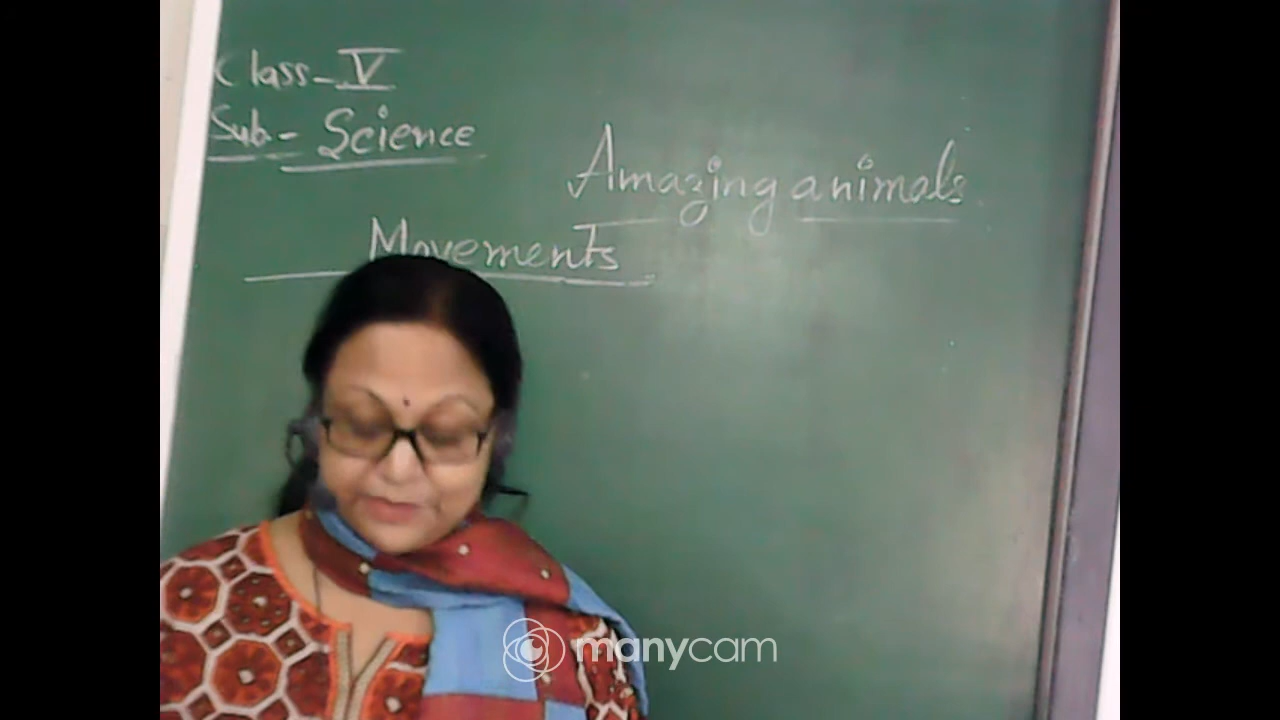 Class - V
Sub - Science
Amazing animals
Movements
manycam